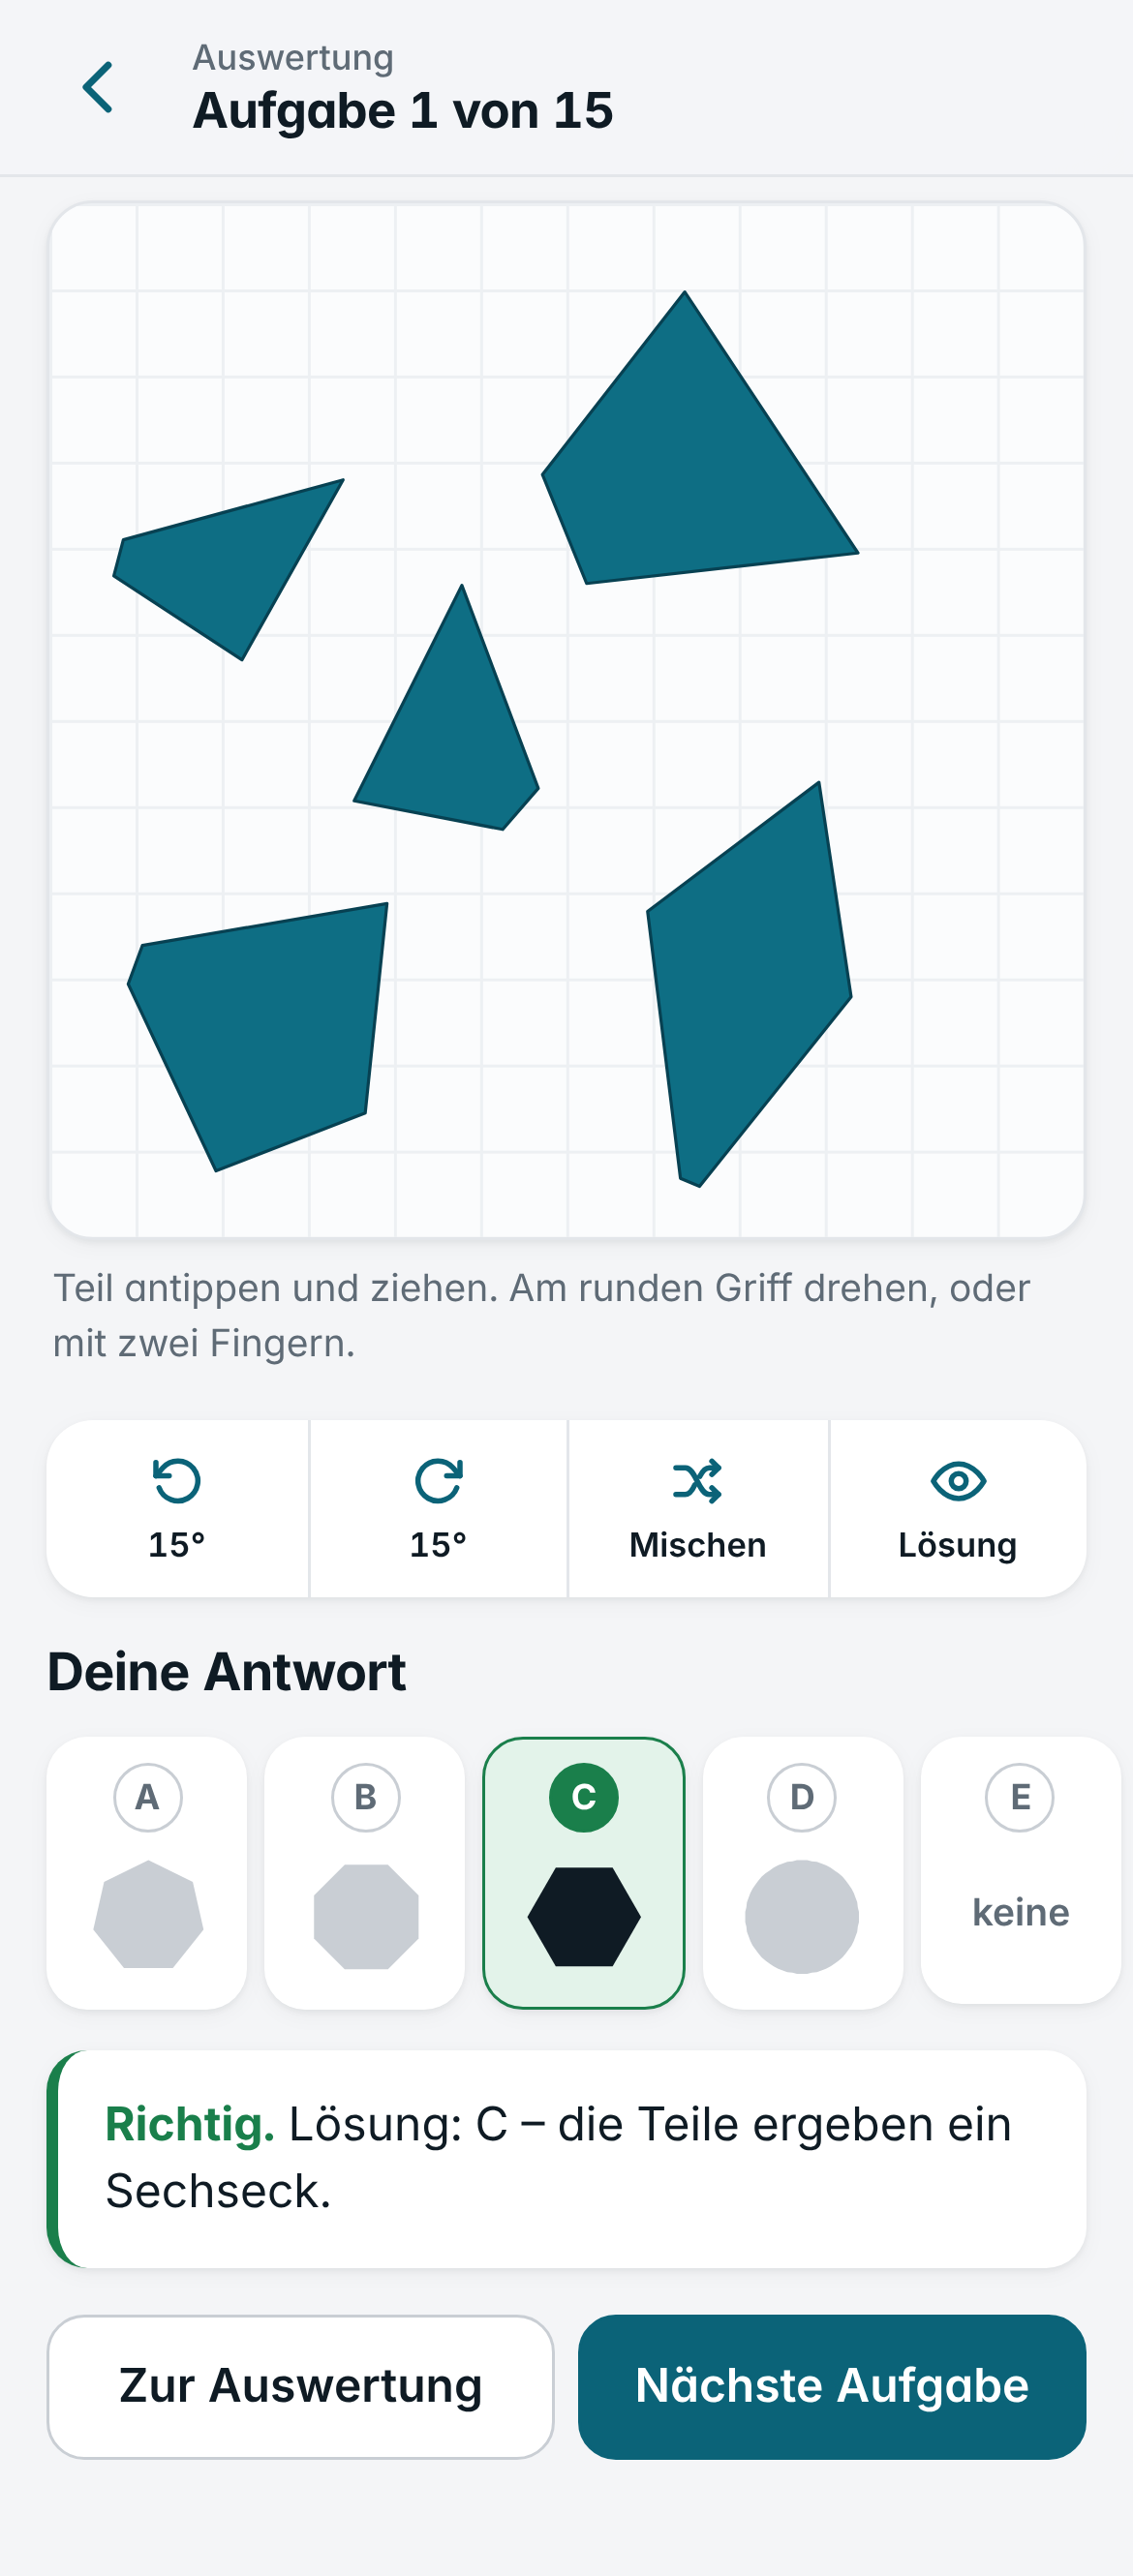 Auswertung
Aufgabe 1 von 15
Teil antippen und ziehen. Am runden Griff drehen, oder
mit zwei Fingern.
15° 15° Mischen Lösung
Deine Antwort
A B C D E
keine
Richtig. Lösung: C – die Teile ergeben ein
Sechseck.
Zur Auswertung Nächste Aufgabe